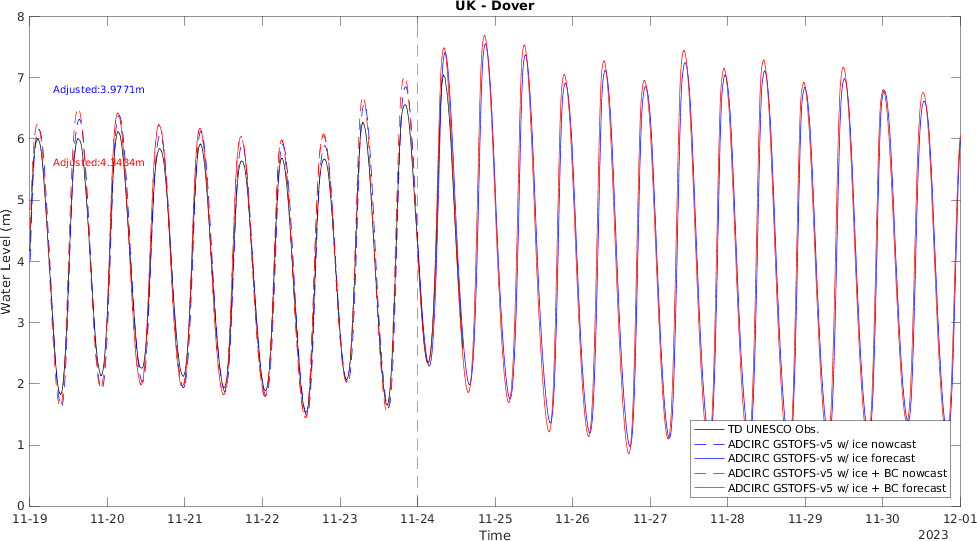 UK - Dover
8
7
6
5
4
3
2
1
0
Water Level (m)
Adjusted:3.9771m
Adjusted:4.3434m
TD UNESCO Obs.
ADCIRC GSTOFS-v5 w/ ice nowcast
ADCIRC GSTOFS-v5 w/ ice forecast
ADCIRC GSTOFS-v5 w/ ice + BC nowcast
ADCIRC GSTOFS-v5 w/ ice + BC forecast
11-19 11-20 11-21 11-22 11-23 11-24 11-25 11-26 11-27 11-28 11-29 11-30 12-01
Time
2023